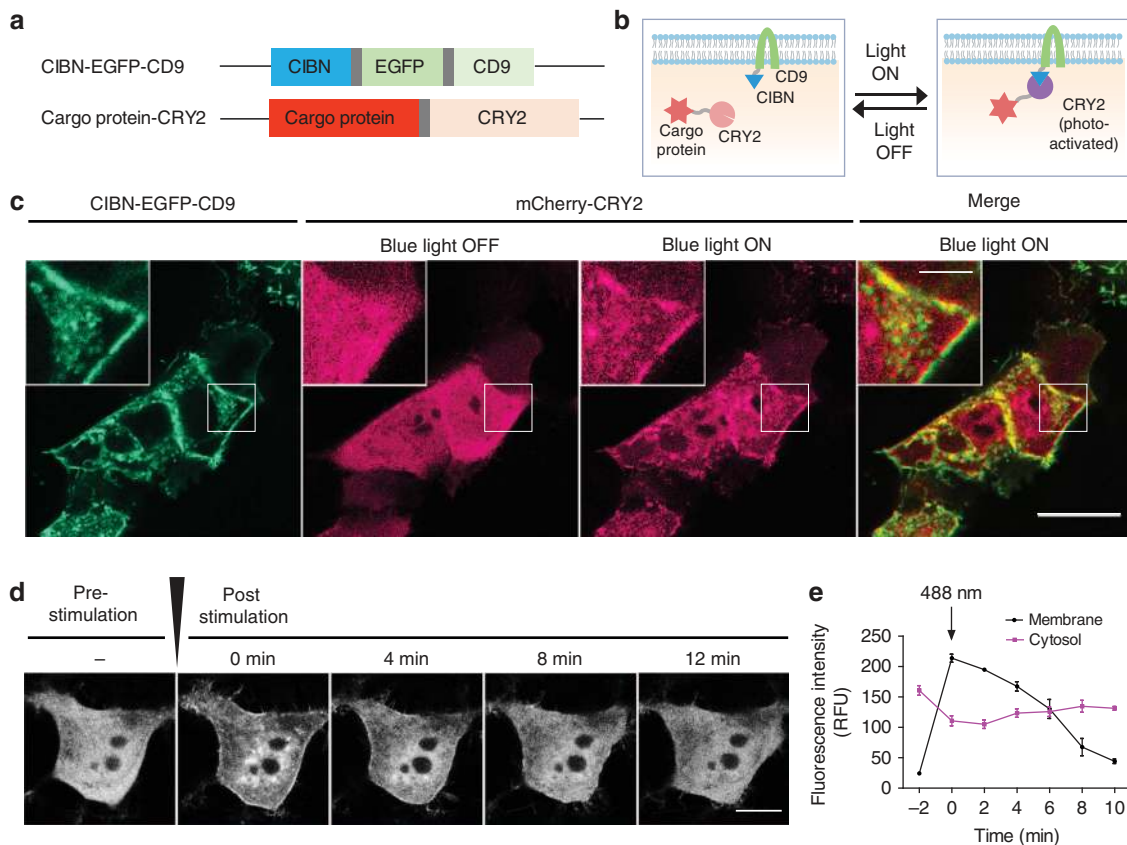 a
CIBN-EGFP-CD9
CIBN
EGFP
CD9
Cargo protein-CRY2
Cargo protein
CRY2
b
CD9
CIBN
Cargo
protein
CRY2
Light
ON
Light
OFF
CRY2
(photo-
activated)
c
CIBN-EGFP-CD9
mCherry-CRY2
Merge
Blue light OFF
Blue light ON
Blue light ON
d
Pre-
stimulation
Post
stimulation
–
0 min
4 min
8 min
12 min
e
488 nm
Membrane
Cytosol
Fluorescence intensity
(RFU)
250
200
150
100
50
0
–2 0 2 4 6 8 10
Time (min)